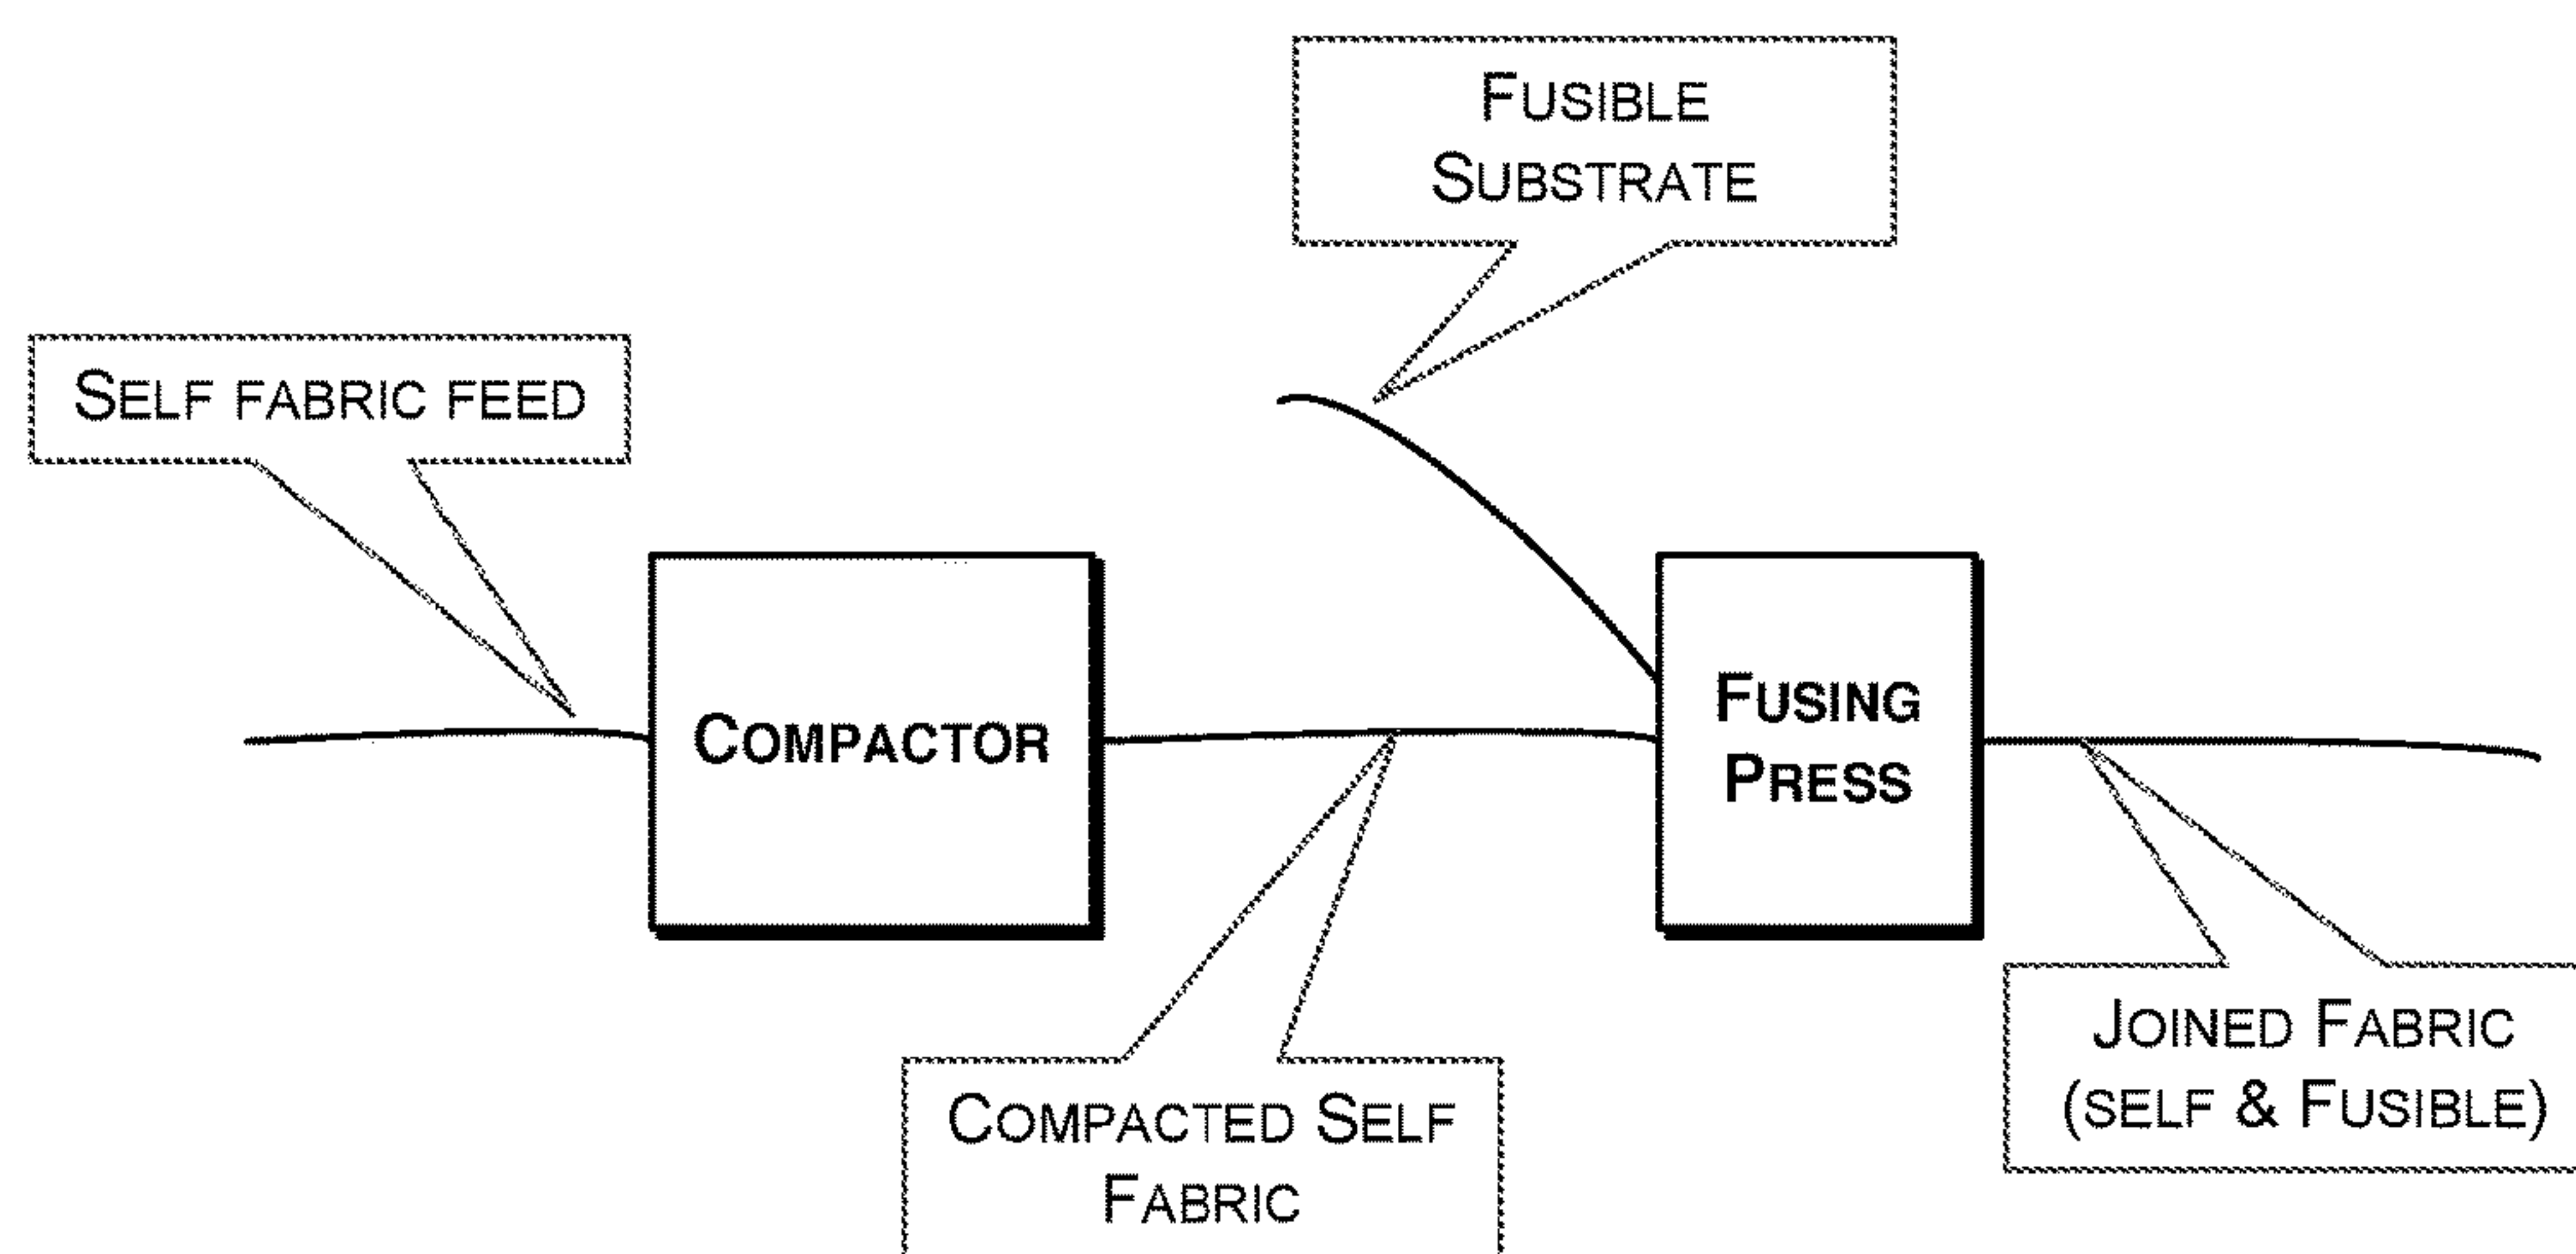 FUSIBLE
SUBSTRATE
SELF FABRIC FEED
COMPACTOR
FUSING
PRESS
JOINED FABRIC
(SELF & FUSIBLE)
COMPACTED SELF
FABRIC